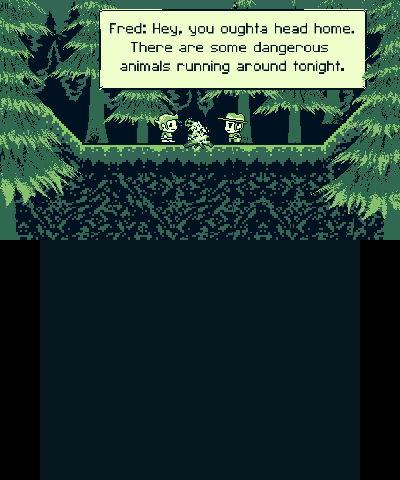 Fred: Hey, you oughta head home.
There are some dangerous
animals running around tonight.